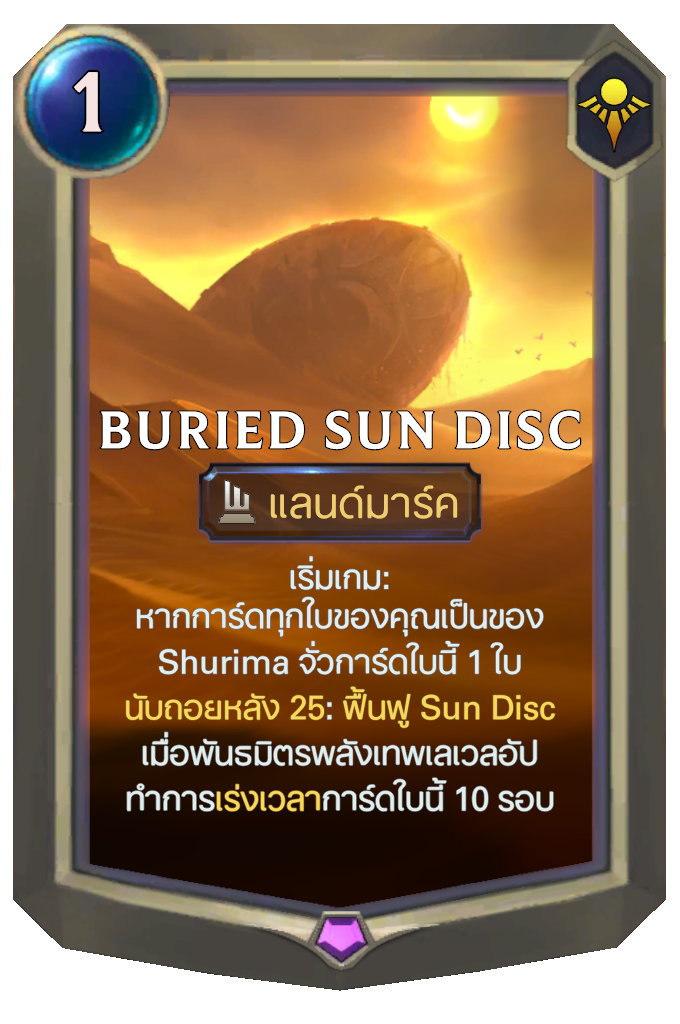 1
BURIED SUN DISC
แลนด์มาร์ค
เริ่มเกม:
หากการ์ดทุกใบของคุณเป็นของ
Shurima จั่วการ์ดใบนี้ 1 ใบ
นับถอยหลัง 25: ฟื้นฟู Sun Disc
เมื่อพันธมิตรพลังเทพเลเวลอัป
ทำการเร่งเวลาการ์ดใบนี้ 10 รอบ